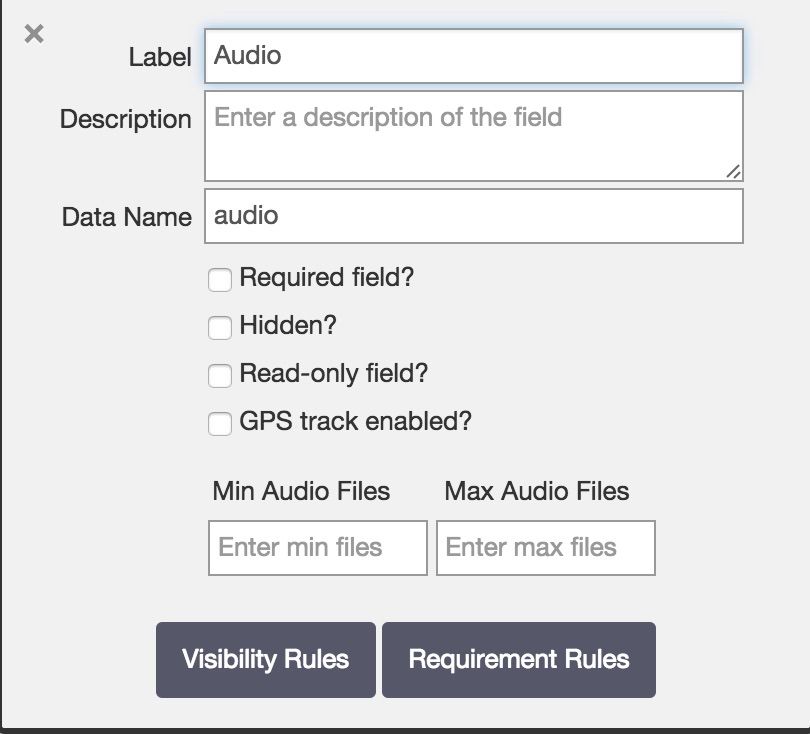 Label Audio
Description Enter a description of the field
Data Name audio
Required field?
Hidden?
Read-only field?
GPS track enabled?
Min Audio Files Max Audio Files
Enter min files Enter max files
Visibility Rules Requirement Rules